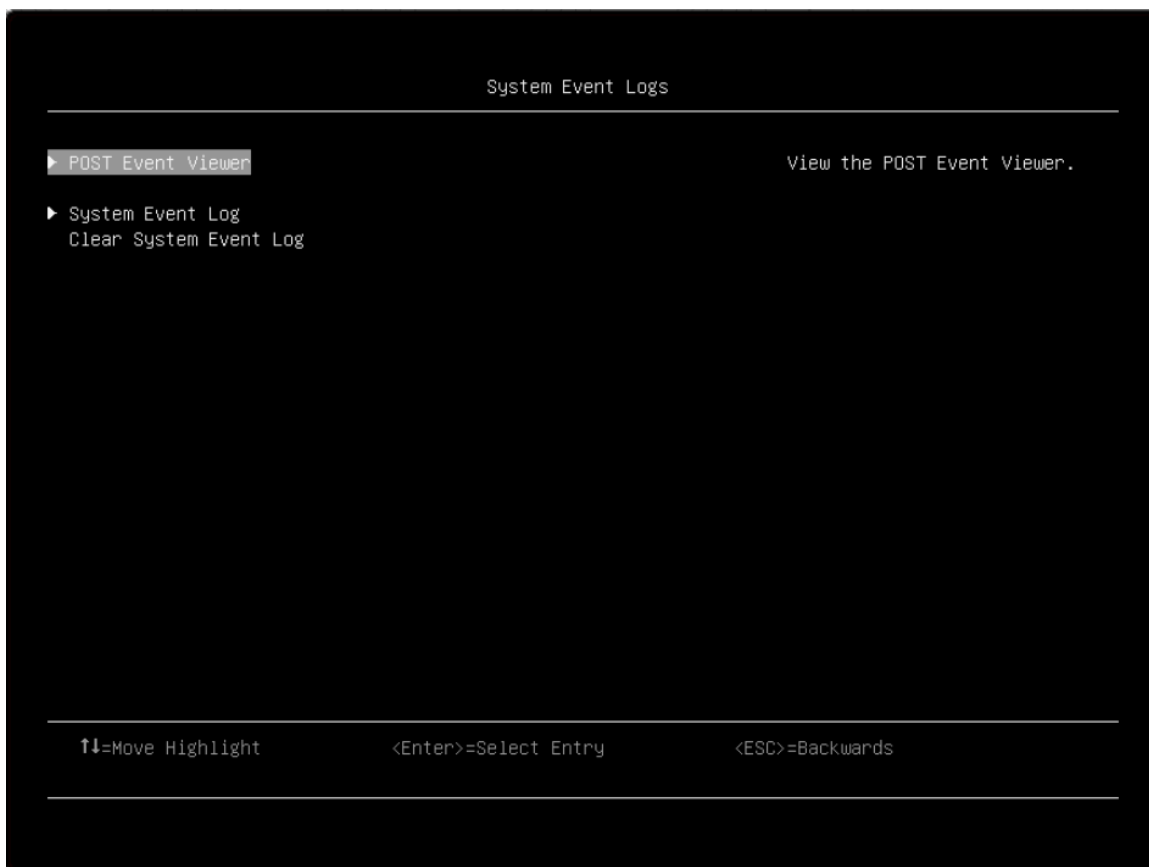 System Event Logs
▶ POST Event Viewer
View the POST Event Viewer.
▶ System Event Log
Clear System Event Log
↑↓=Move Highlight <Enter>=Select Entry <ESC>=Backwards